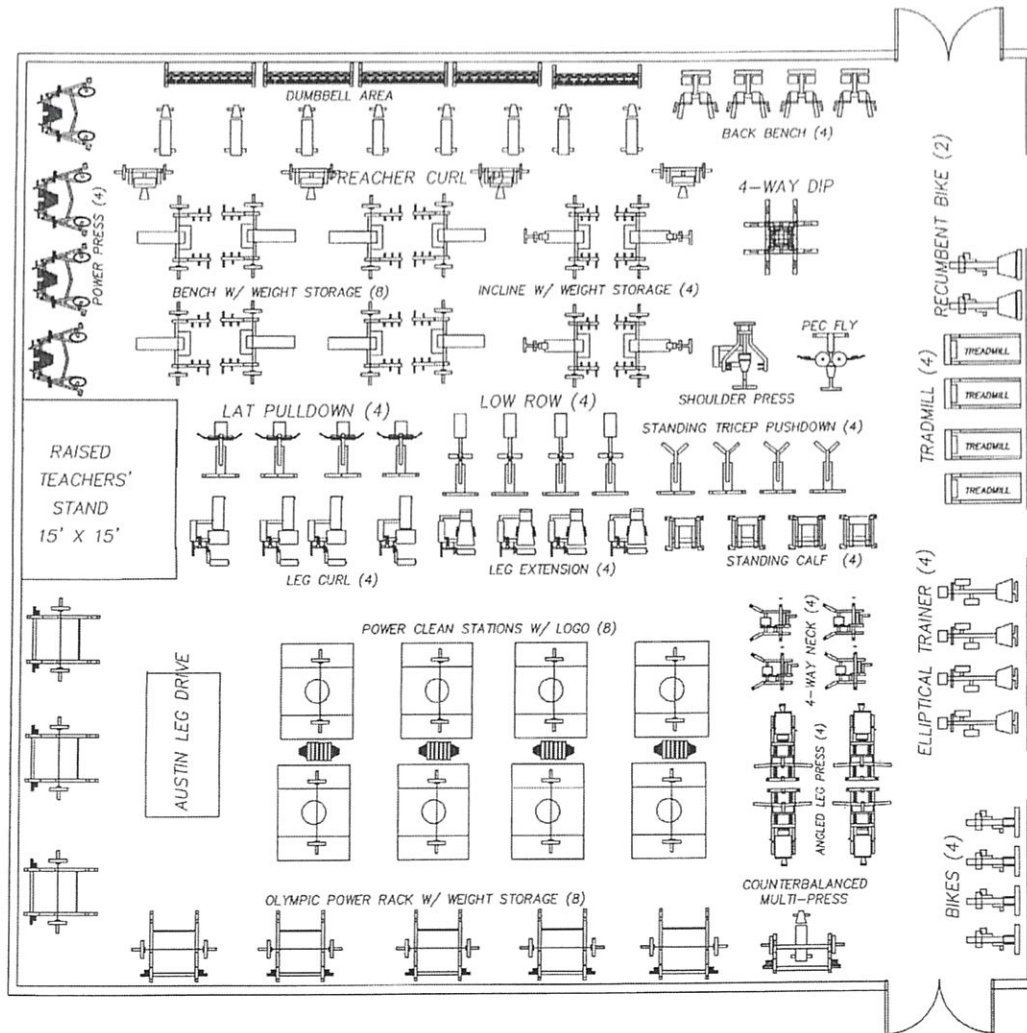 DUMBBELL AREA
BACK BENCH (4)
POWER PRESS (4)
PREACHER CURL (4)
4-WAY DIP
RECUMBENT BIKE (2)
BENCH W/ WEIGHT STORAGE (8)
INCLINE W/ WEIGHT STORAGE (4)
PEC FLY
SHOULDER PRESS
TRADMILL (4)
TREADMILL
TREADMILL
TREADMILL
TREADMILL
RAISED
TEACHERS'
STAND
15' X 15'
LAT PULLDOWN (4)
LOW ROW (4)
STANDING TRICEP PUSHDOWN (4)
LEG CURL (4)
LEG EXTENSION (4)
STANDING CALF (4)
ELLIPTICAL TRAINER (4)
POWER CLEAN STATIONS W/ LOGO (8)
4-WAY NECK (4)
AUSTIN LEG DRIVE
ANGLED LEG PRESS (4)
BIKES (4)
OLYMPIC POWER RACK W/ WEIGHT STORAGE (8)
COUNTERBALANCED
MULTI-PRESS